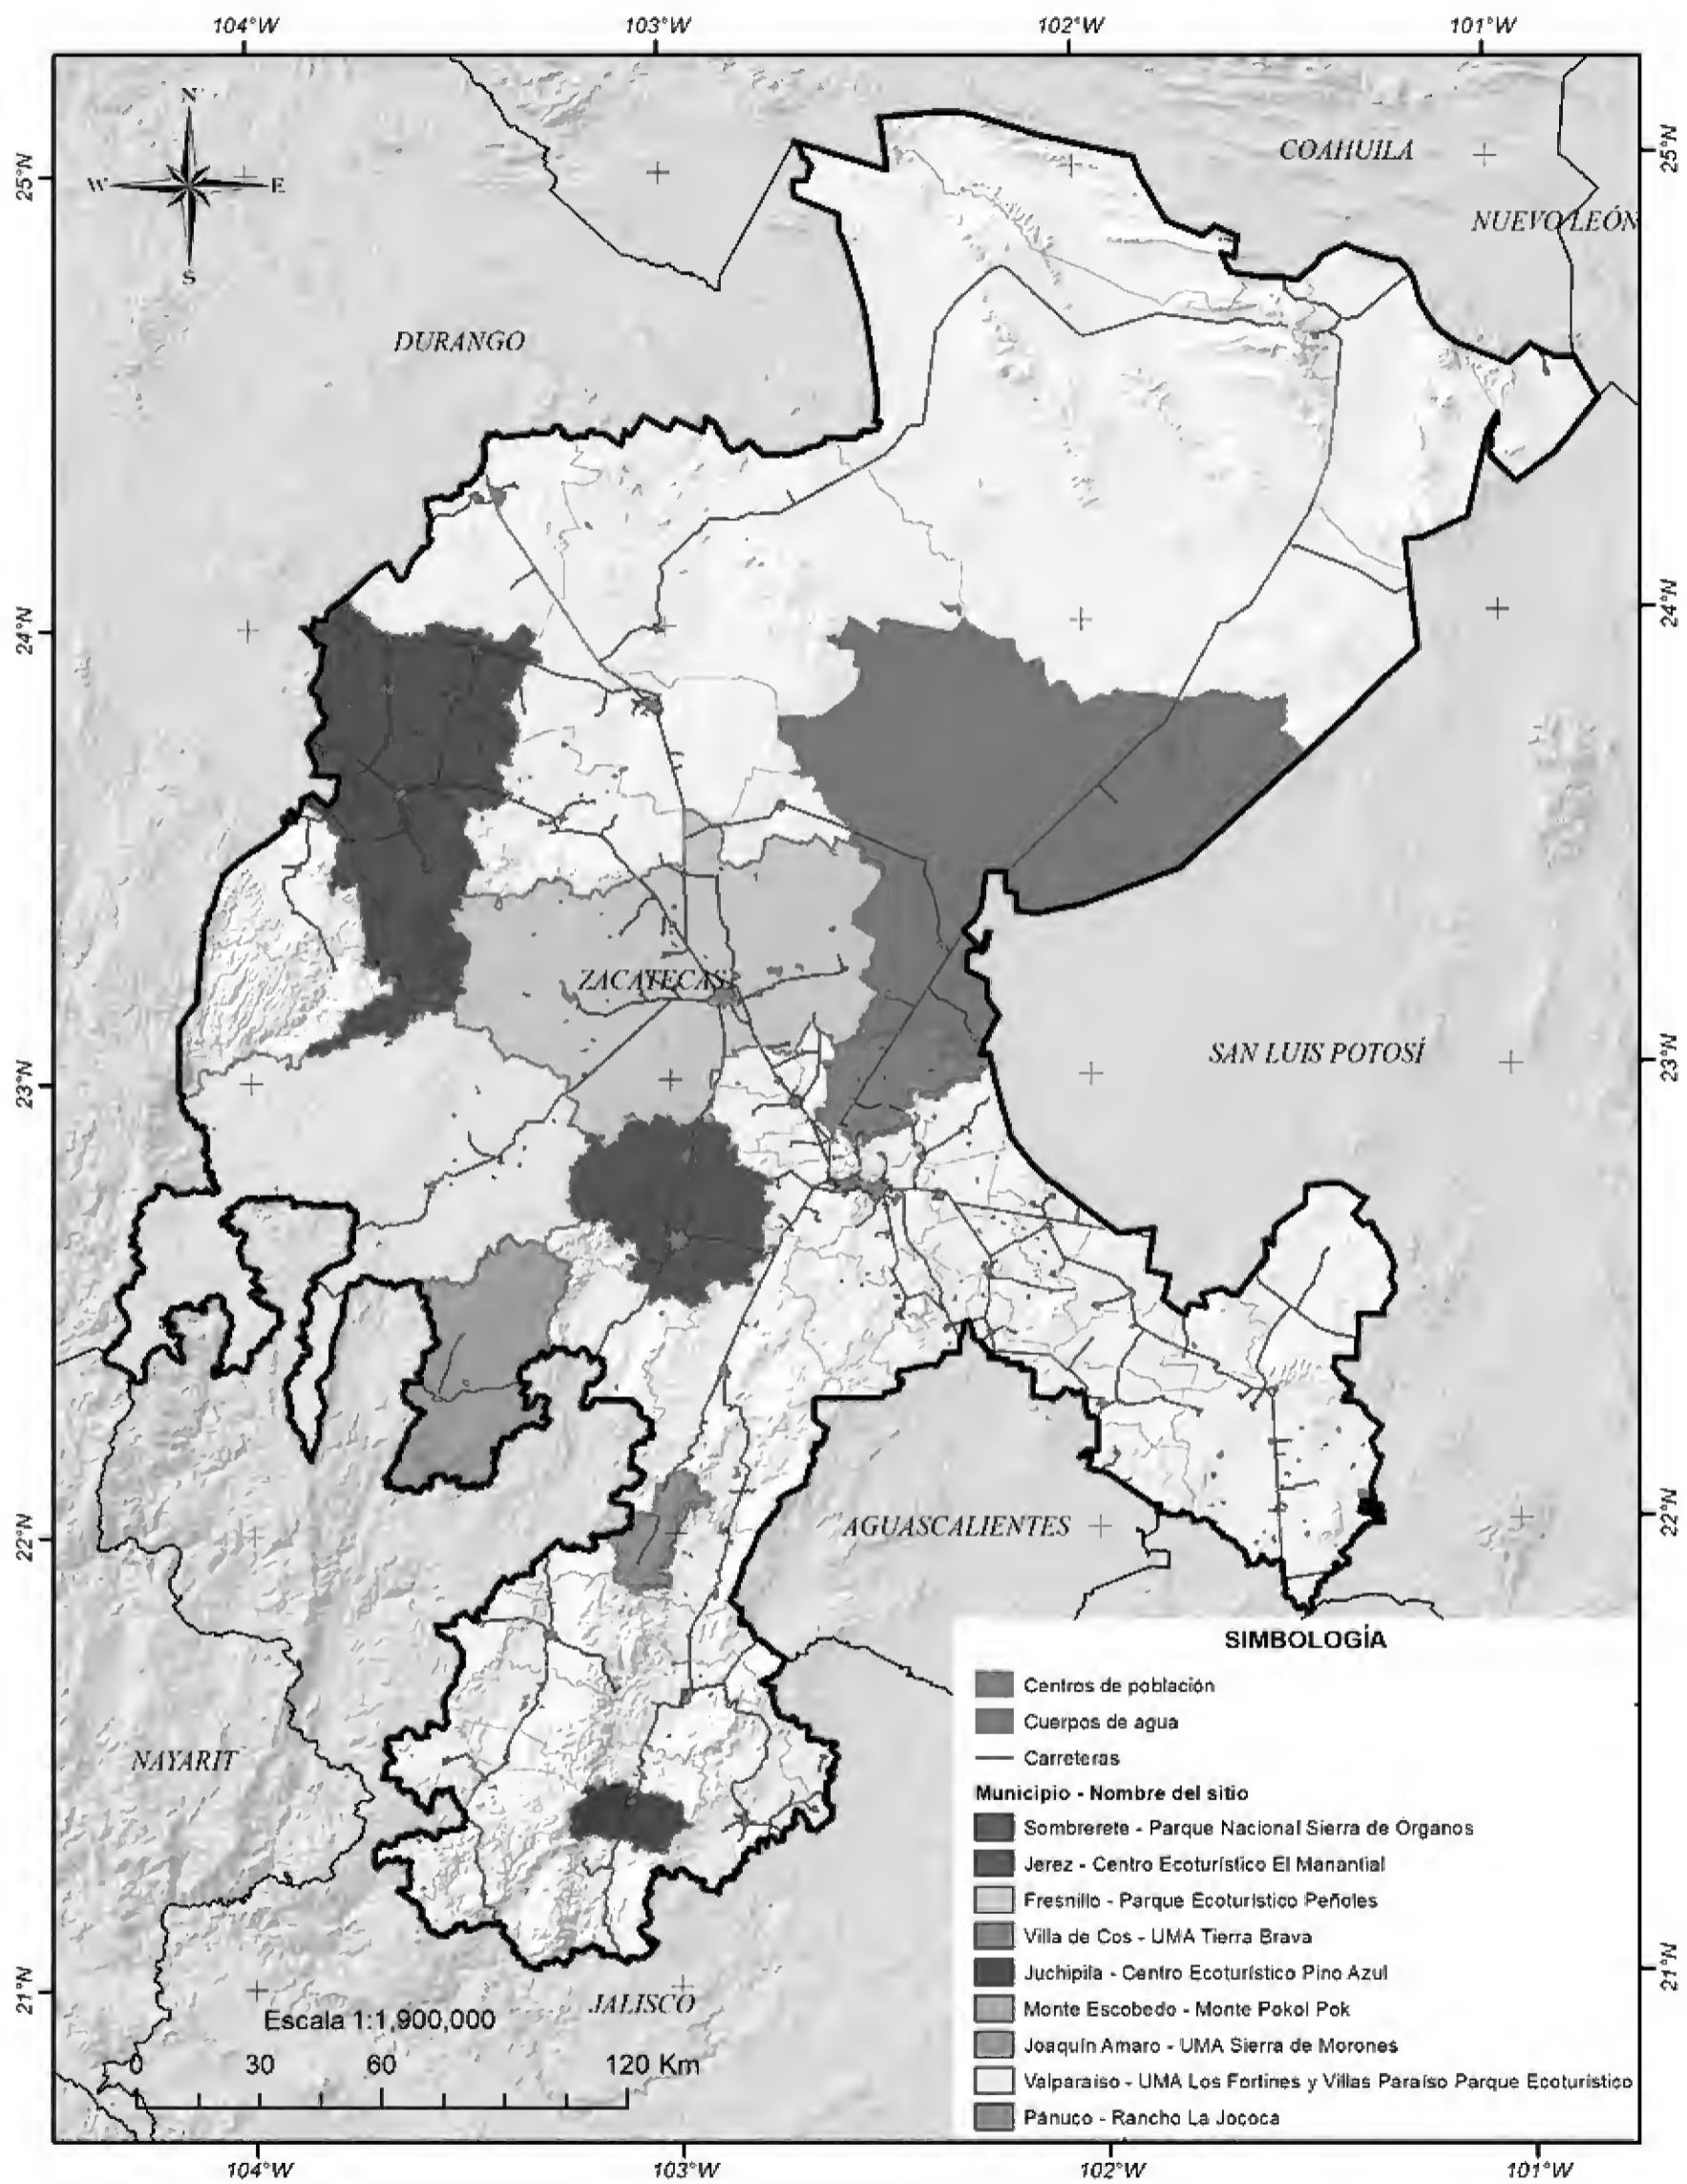 104°W 103°W 102°W 101°W
N
W E
S
25°N 25°N
COAHUILA
NUEVO LEÓN
DURANGO
24°N 24°N
ZACATECAS
23°N 23°N
SAN LUIS POTOSÍ
22°N 22°N
AGUASCALIENTES
NAYARIT
21°N 21°N
JALISCO
Escala 1:1,900,000
0 30 60 120 Km
SIMBOLOGÍA
Centros de población
Cuerpos de agua
Carreteras
Municipio - Nombre del sitio
Sombrerete - Parque Nacional Sierra de Órganos
Jerez - Centro Ecoturístico El Manantial
Fresnillo - Parque Ecoturístico Peñoles
Villa de Cos - UMA Tierra Brava
Juchipila - Centro Ecoturístico Pino Azul
Monte Escobedo - Monte Pokol Pok
Joaquín Amaro - UMA Sierra de Morones
Valparaíso - UMA Los Fortines y Villas Paraíso Parque Ecoturístico
Pánuco - Rancho La Jococa
104°W 103°W 102°W 101°W